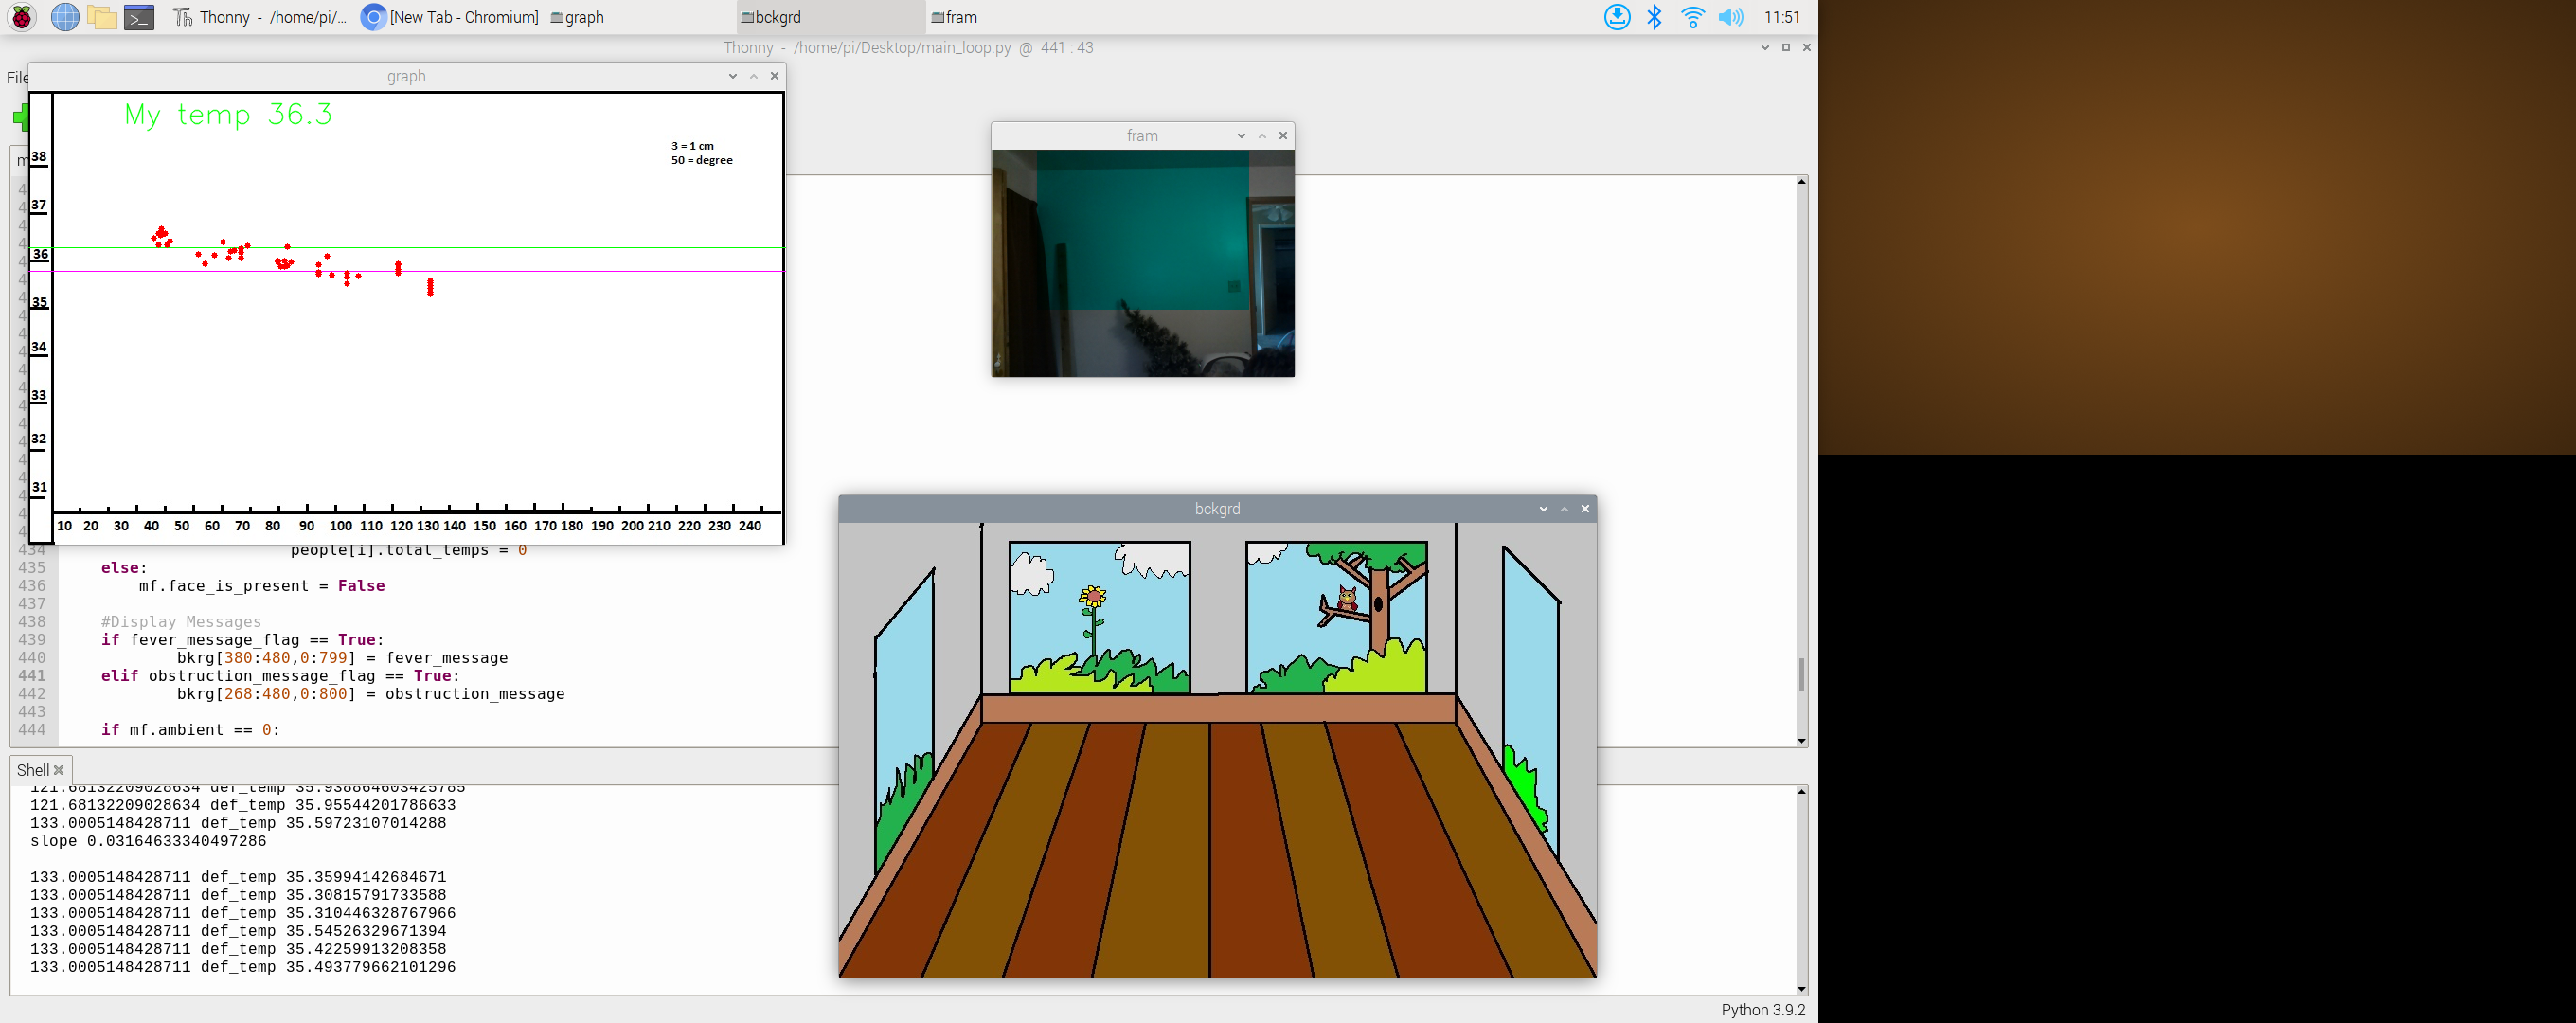 Thonny - /home/pi/...
[New Tab - Chromium]
graph
bckgrd
fram
11:51
Thonny - /home/pi/Desktop/main_loop.py @ 441 : 43
File
graph
My temp 36.3
3 = 1 cm
50 = degree
38
37
36
35
34
33
32
31
10 20 30 40 50 60 70 80 90 100 110 120 130 140 150 160 170 180 190 200 210 220 230 240
fram
434 people[i].total_temps = 0
435 else:
436 mf.face_is_present = False
437
438 #Display Messages
439 if fever_message_flag == True:
440 bkrg[380:480,0:799] = fever_message
441 elif obstruction_message_flag == True:
442 bkrg[268:480,0:800] = obstruction_message
443
444 if mf.ambient == 0:
bckgrd
Shell
121.68132209028634 def_temp 35.938864603425785
121.68132209028634 def_temp 35.95544201786633
133.0005148428711 def_temp 35.59723107014288
slope 0.03164633340497286
133.0005148428711 def_temp 35.35994142684671
133.0005148428711 def_temp 35.30815791733588
133.0005148428711 def_temp 35.310446328767966
133.0005148428711 def_temp 35.54526329671394
133.0005148428711 def_temp 35.42259913208358
133.0005148428711 def_temp 35.493779662101296
Python 3.9.2